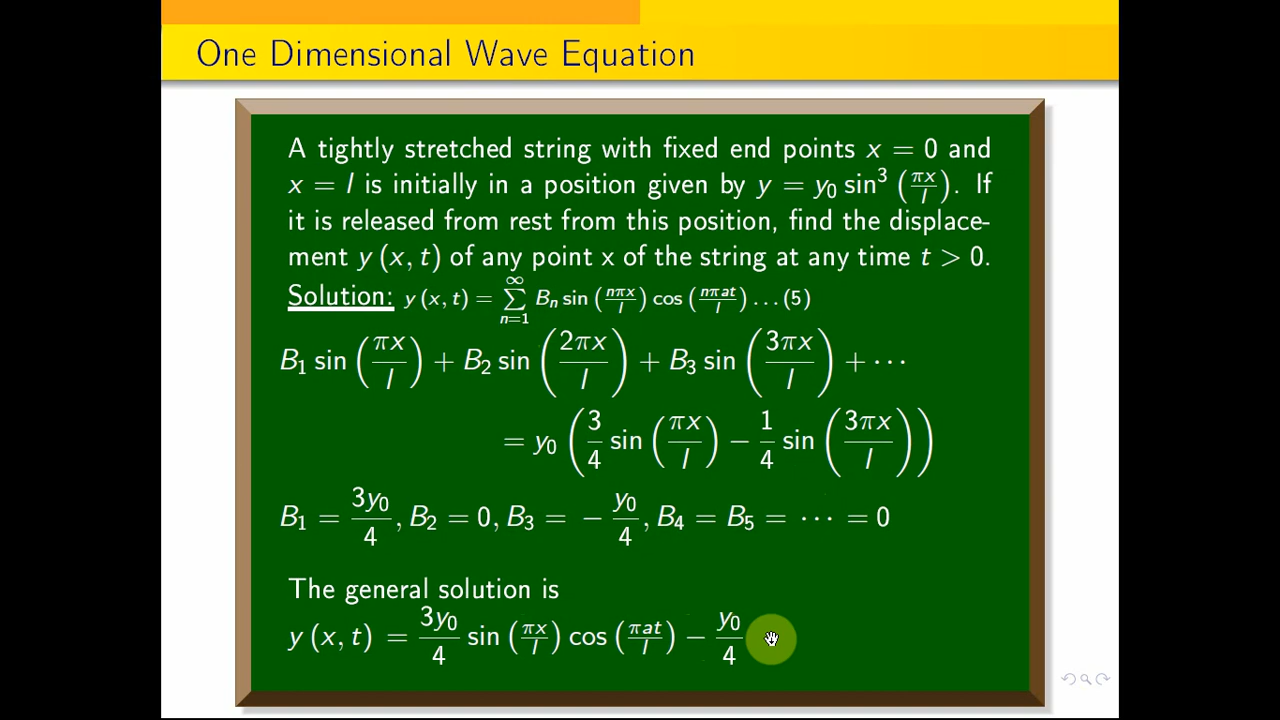 One Dimensional Wave Equation
A tightly stretched string with fixed end points x = 0 and
x = l is initially in a position given by y = y₀ sin³ (πx/l). If
it is released from rest from this position, find the displace-
ment y (x, t) of any point x of the string at any time t > 0.
Solution: y (x, t) = ∑_{n=1}^{∞} Bₙ sin (nπx/l) cos (nπat/l) ... (5)
B₁ sin (πx/l) + B₂ sin (2πx/l) + B₃ sin (3πx/l) + ⋯
= y₀ (3/4 sin (πx/l) − 1/4 sin (3πx/l))
B₁ = 3y₀/4, B₂ = 0, B₃ = − y₀/4, B₄ = B₅ = ⋯ = 0
The general solution is
y (x, t) = 3y₀/4 sin (πx/l) cos (πat/l) − y₀/4